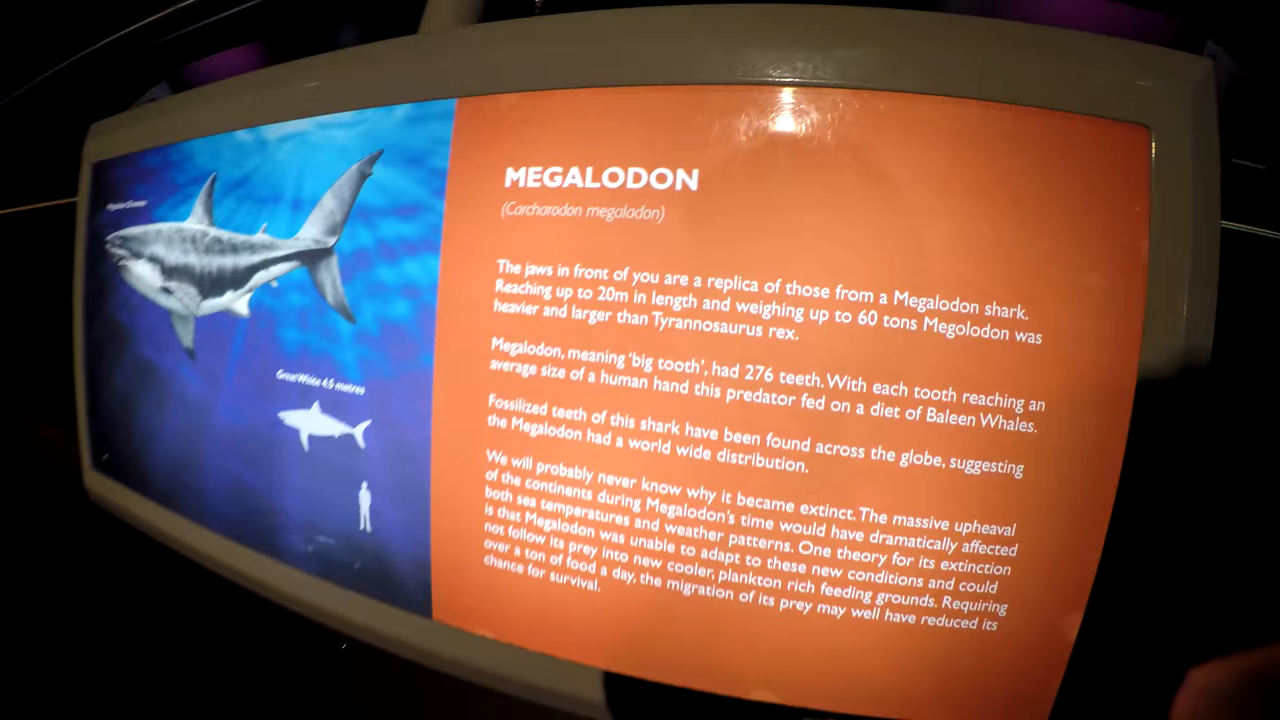 MEGALODON
(Carcharodon megaladon)
The jaws in front of you are a replica of those from a Megalodon shark.
Reaching up to 20m in length and weighing up to 60 tons Megolodon was
heavier and larger than Tyrannosaurus rex.
Megalodon, meaning 'big tooth', had 276 teeth. With each tooth reaching an
average size of a human hand this predator fed on a diet of Baleen Whales.
Fossilized teeth of this shark have been found across the globe, suggesting
the Megalodon had a world wide distribution.
We will probably never know why it became extinct. The massive upheaval
of the continents during Megalodon's time would have dramatically affected
both sea temperatures and weather patterns. One theory for its extinction
is that Megalodon was unable to adapt to these new conditions and could
not follow its prey into new cooler, plankton rich feeding grounds. Requiring
over a ton of food a day, the migration of its prey may well have reduced its
chance for survival.
Great White 4.5 metres